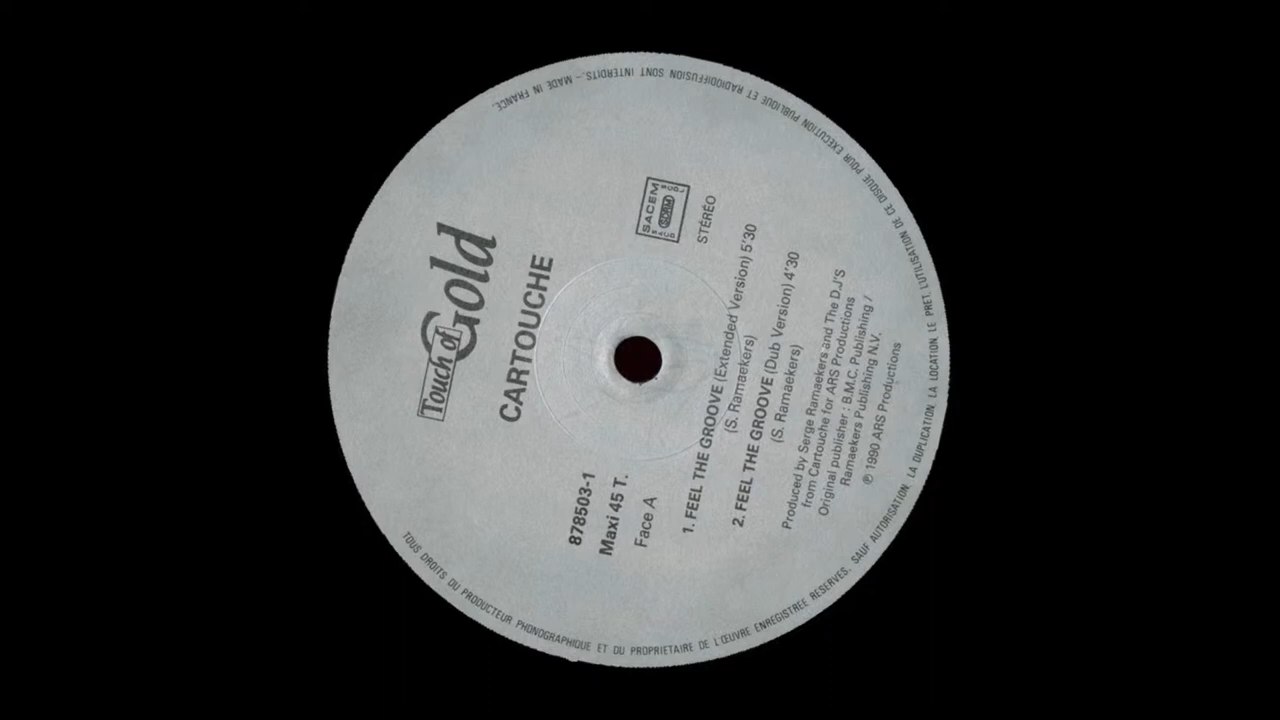 Touch of Gold
CARTOUCHE
SACEM
SDRM
STÉRÉO
878503-1
Maxi 45 T.
Face A
1. FEEL THE GROOVE (Extended Version) 5'30
(S. Ramaekers)
2. FEEL THE GROOVE (Dub Version) 4'30
(S. Ramaekers)
Produced by Serge Ramaekers and The D.J'S
from Cartouche for ARS Productions
Original publisher : B.M.C. Publishing /
Ramaekers Publishing N.V.
℗ 1990 ARS Productions
TOUS DROITS DU PRODUCTEUR PHONOGRAPHIQUE ET DU PROPRIETAIRE DE L'ŒUVRE ENREGISTREE RESERVES. SAUF AUTORISATION, LA DUPLICATION, LA LOCATION, LE PRET, L'UTILISATION DE CE DISQUE POUR EXECUTION PUBLIQUE ET RADIODIFFUSION SONT INTERDITS. - MADE IN FRANCE.